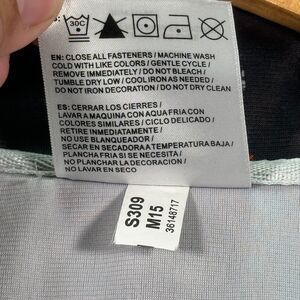 30C
EN: CLOSE ALL FASTENERS / MACHINE WASH
COLD WITH LIKE COLORS / GENTLE CYCLE /
REMOVE IMMEDIATELY / DO NOT BLEACH /
TUMBLE DRY LOW / COOL IRON AS NEEDED /
DO NOT IRON DECORATION / DO NOT DRY CLEAN
ES: CERRAR LOS CIERRES /
LAVAR A MAQUINA CON AQUA FRIA CON
COLORES SIMILARES / CICLO DELICADO /
RETIRE INMEDIATAMENTE /
NO USE BLANQUEADOR /
SECAR EN SECADORA A TEMPERATURA BAJA /
PLANCHA FRIA SI SE NECESITA /
NO PLANCHAR LA DECORACION /
NO LAVAR EN SECO
S309
M15
36148717